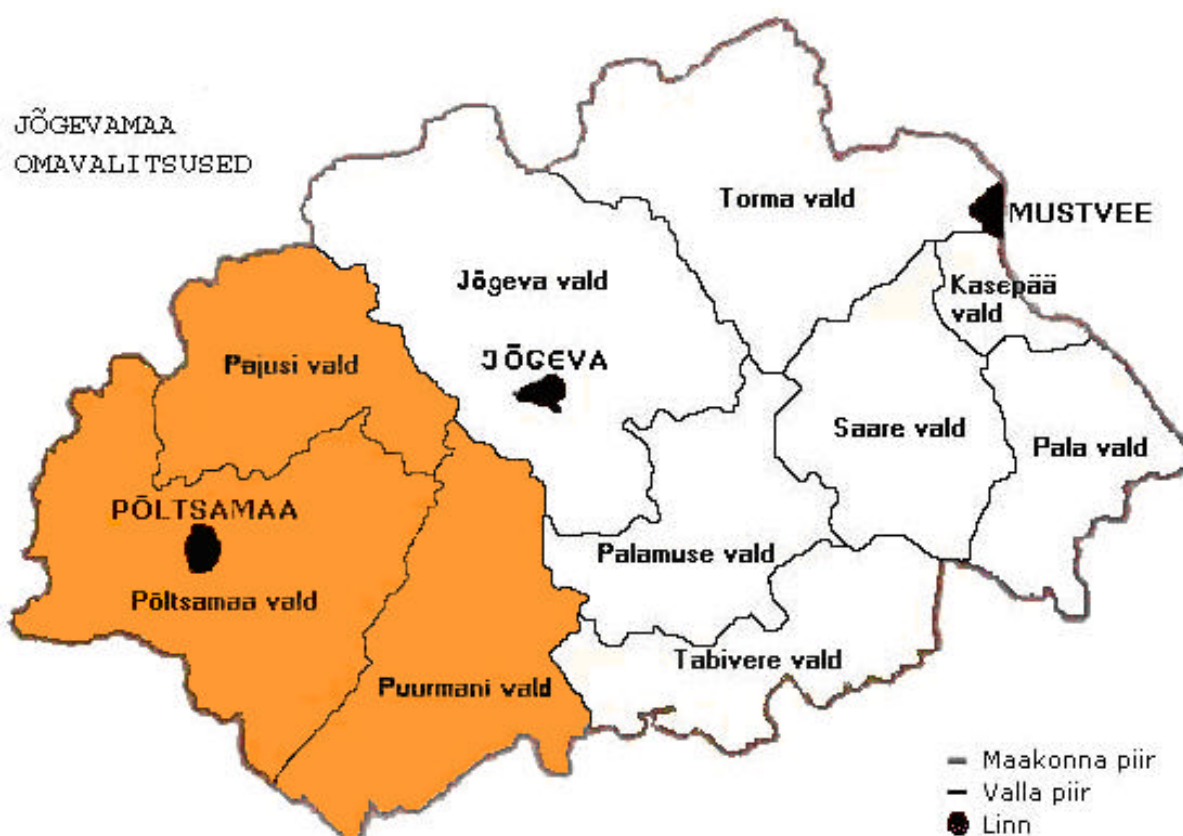 JÕGEVAMAA
OMAVALITSUSED
Torma vald
MUSTVEE
Jõgeva vald
Kasepää
vald
JÕGEVA
Pajusi vald
Saare vald
Pala vald
PÕLTSAMAA
Palamuse vald
Põltsamaa vald
Tabivere vald
Puurmani vald
Maakonna piir
Valla piir
Linn